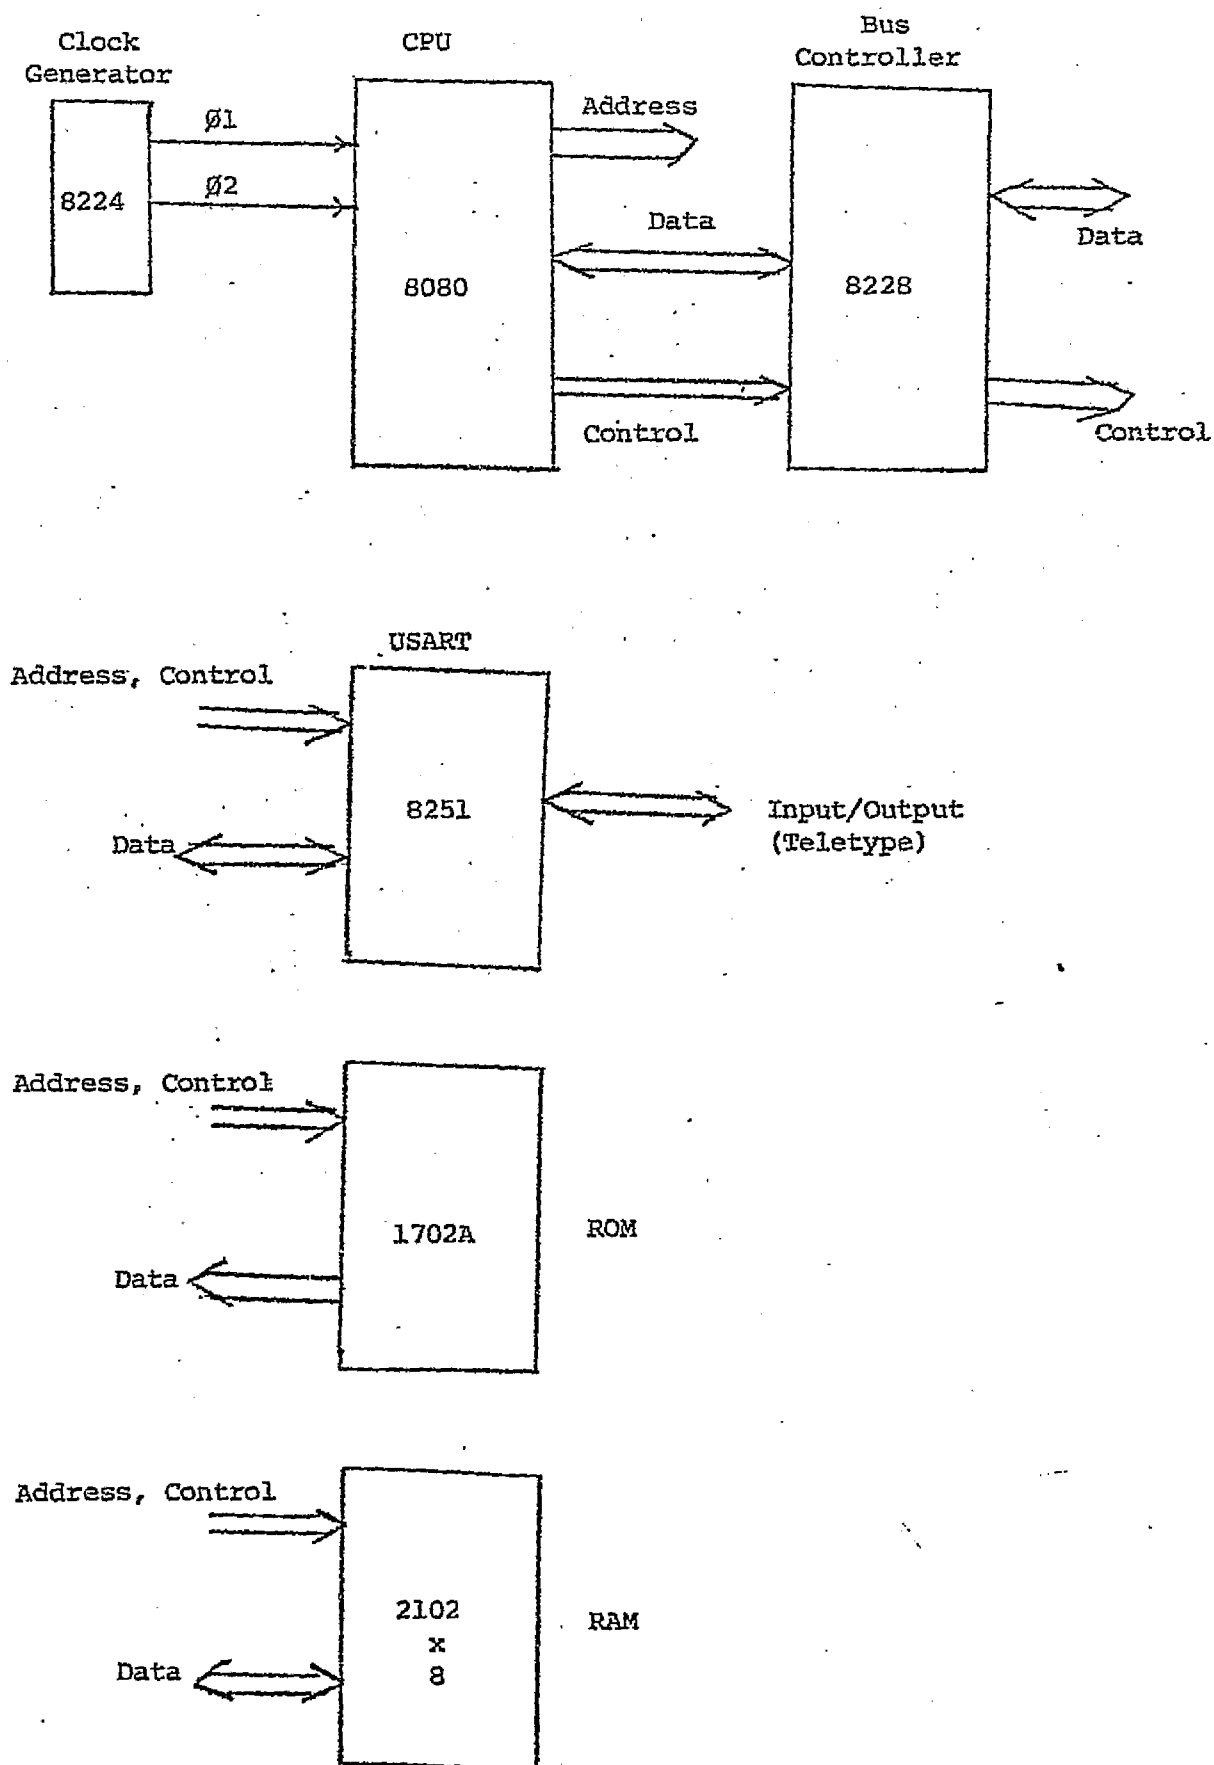 Clock
Generator
CPU
Bus
Controller
Ø1
Ø2
8224
Address
Data
8080
8228
Data
Control
Control
USART
Address, Control
8251
Data
Input/Output
(Teletype)
Address, Control
1702A
ROM
Data
Address, Control
2102
x
8
RAM
Data